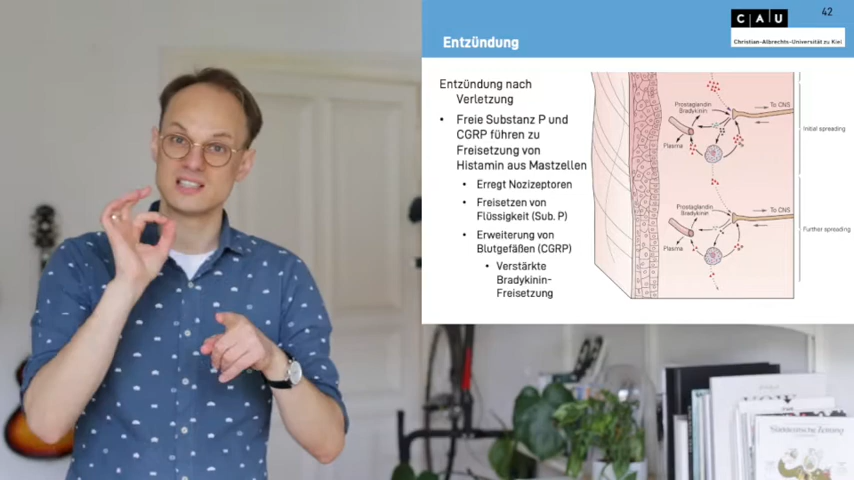 42
CAU
Christian-Albrechts-Universität zu Kiel
Entzündung
Entzündung nach
Verletzung
• Freie Substanz P und
CGRP führen zu
Freisetzung von
Histamin aus Mastzellen
• Erregt Nozizeptoren
• Freisetzen von
Flüssigkeit (Sub. P)
• Erweiterung von
Blutgefäßen (CGRP)
• Verstärkte
Bradykinin-
Freisetzung
Prostaglandin
Bradykinin
To CNS
Plasma
Initial spreading
Prostaglandin
Bradykinin
To CNS
Plasma
Further spreading
Süddeutsche Zeitung